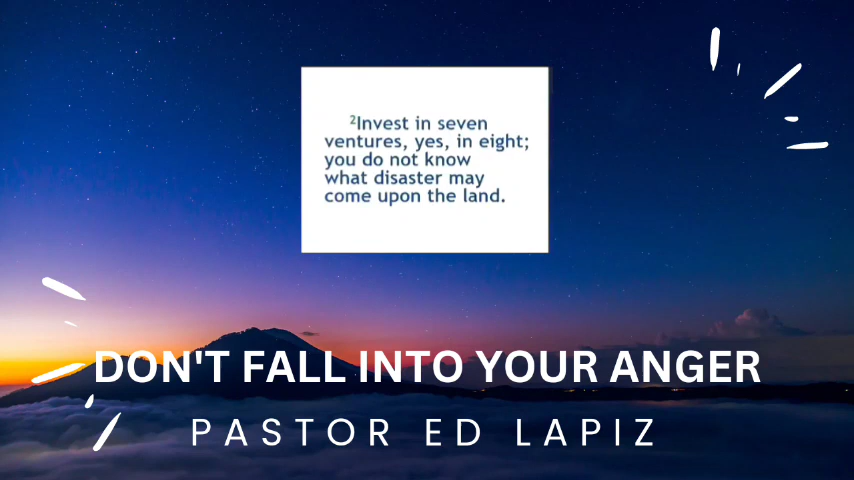 ²Invest in seven
ventures, yes, in eight;
you do not know
what disaster may
come upon the land.
DON'T FALL INTO YOUR ANGER
PASTOR ED LAPIZ